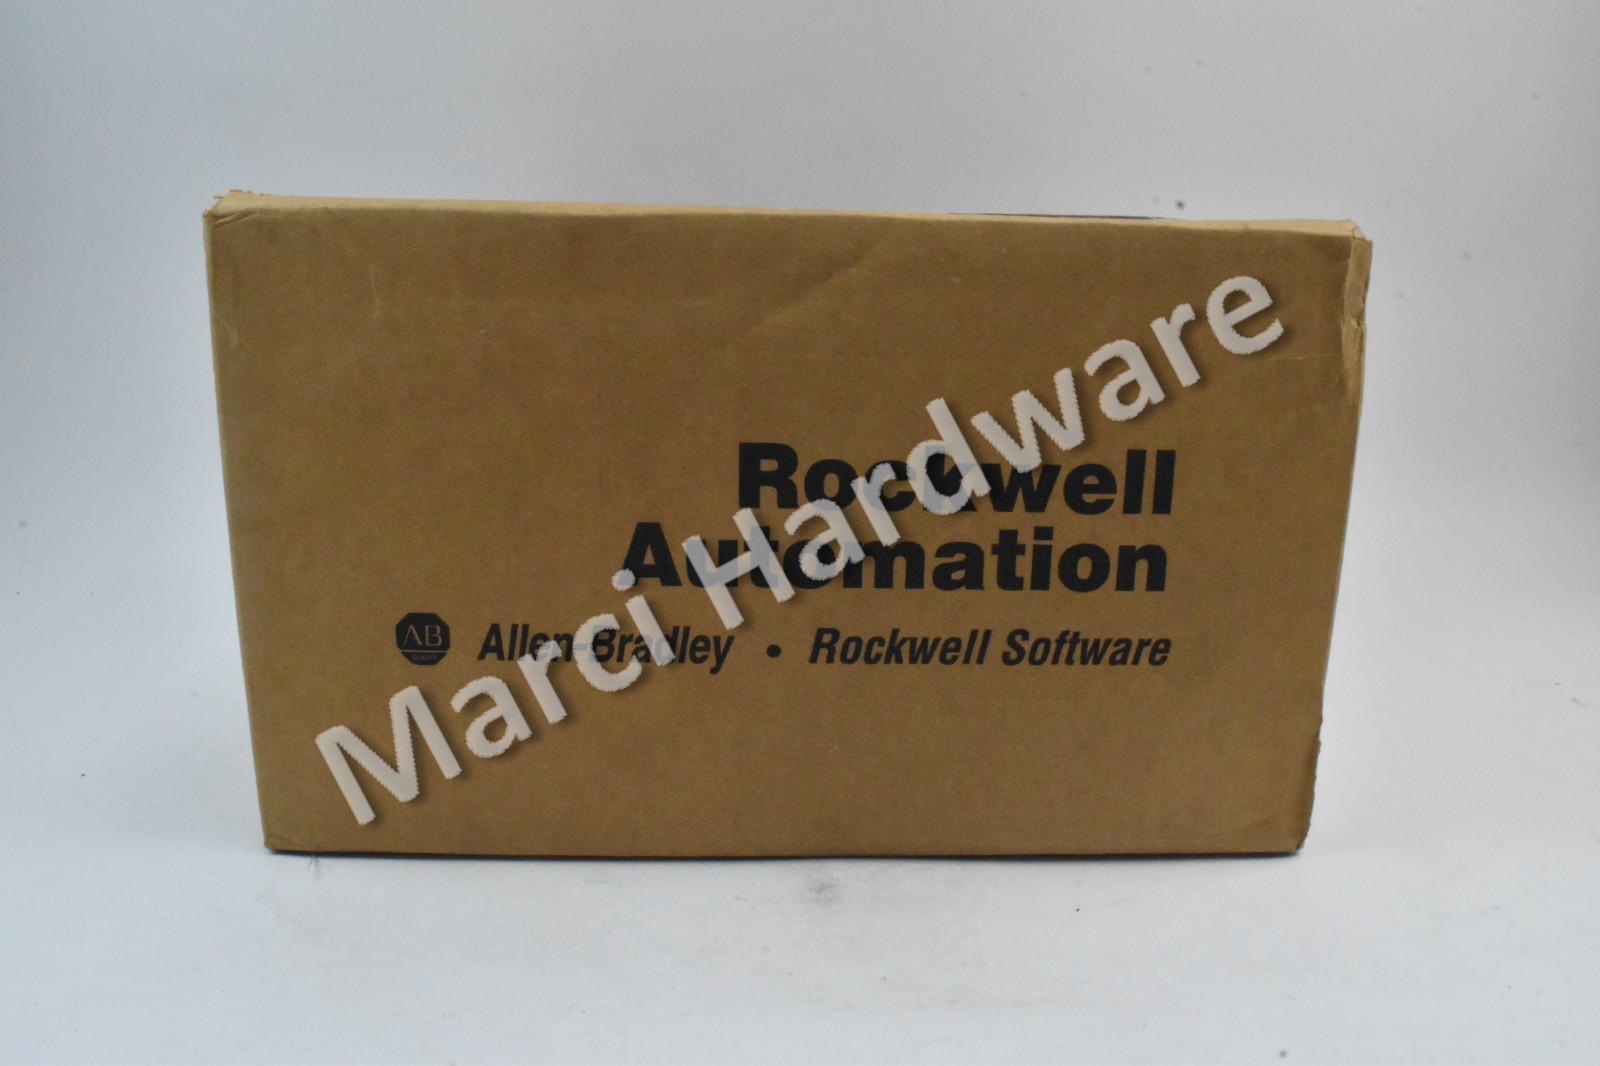 Rockwell
Automation
AB
Allen-Bradley • Rockwell Software
Marci Hardware